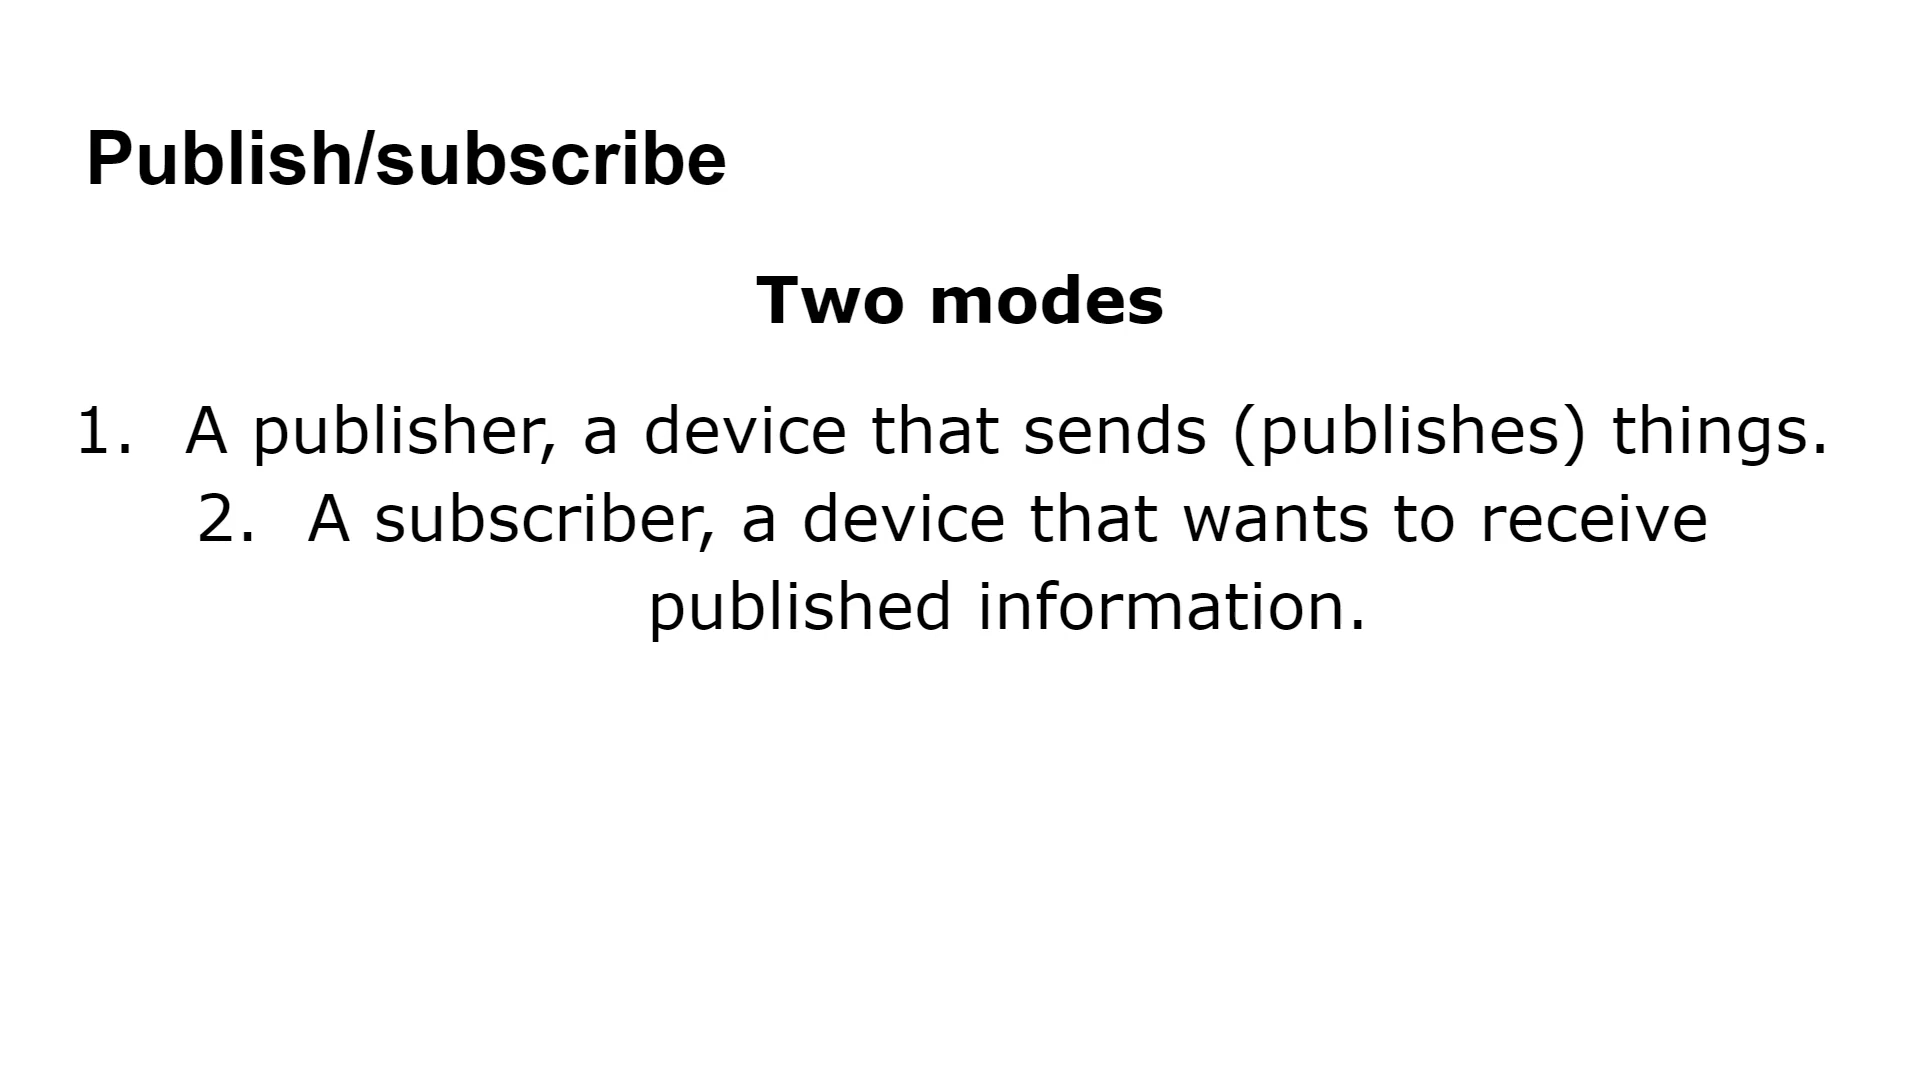 Publish/subscribe
Two modes
1. A publisher, a device that sends (publishes) things.
2. A subscriber, a device that wants to receive
published information.